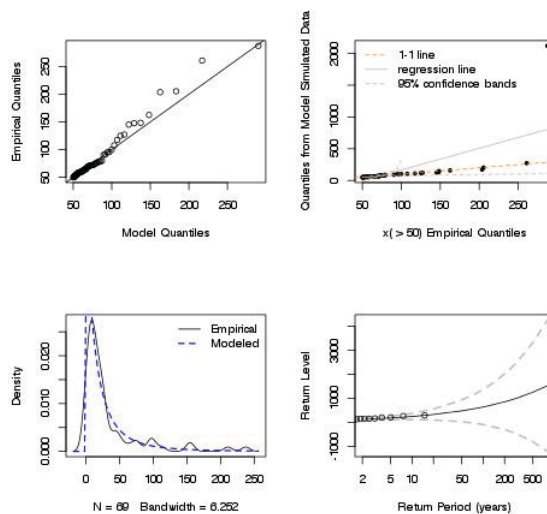 Empirical Quantiles
50 100 150 200 250
50 100 150 200 250
Model Quantiles
Quantiles from Model Simulated Data
0 500 1000 2000
1-1 line
regression line
95% confidence bands
50 100 150 200 250
x( > 50) Empirical Quantiles
Density
0.000 0.010 0.020
Empirical
Modeled
0 50 100 150 200 250
N = 69 Bandwidth = 6.252
Return Level
-1000 1000 3000
2 5 10 50 200 500
Return Period (years)